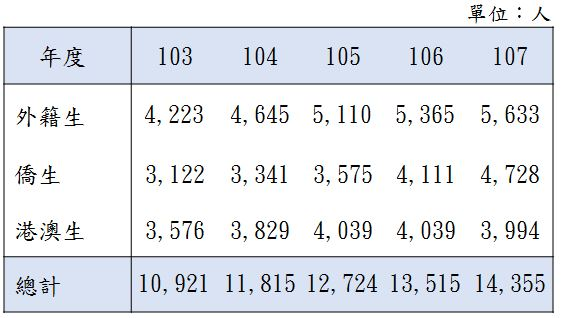 單位：人
年度 103 104 105 106 107
外籍生 4,223 4,645 5,110 5,365 5,633
僑生 3,122 3,341 3,575 4,111 4,728
港澳生 3,576 3,829 4,039 4,039 3,994
總計 10,921 11,815 12,724 13,515 14,355